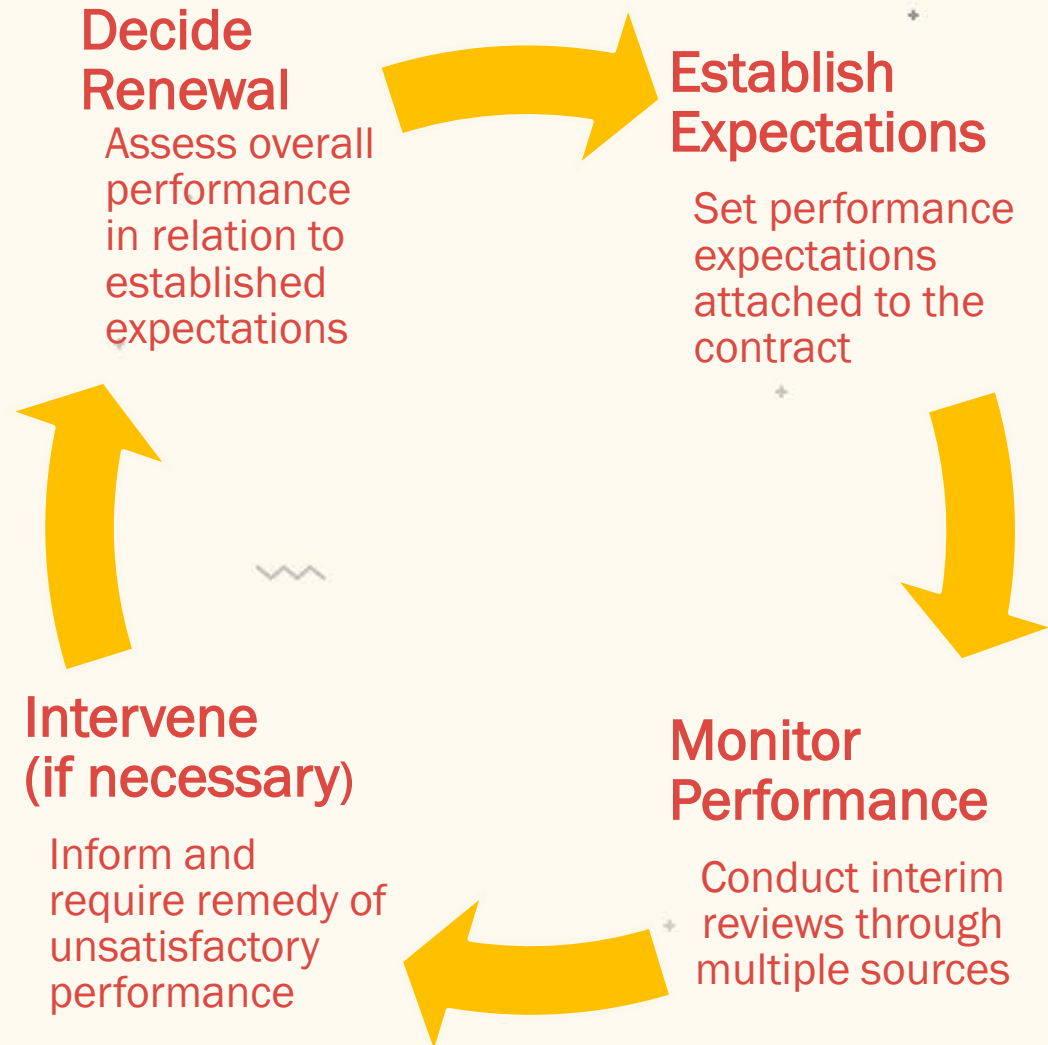 Decide
Renewal
Assess overall
performance
in relation to
established
expectations
Establish
Expectations
Set performance
expectations
attached to the
contract
Monitor
Performance
Conduct interim
reviews through
multiple sources
Intervene
(if necessary)
Inform and
require remedy of
unsatisfactory
performance